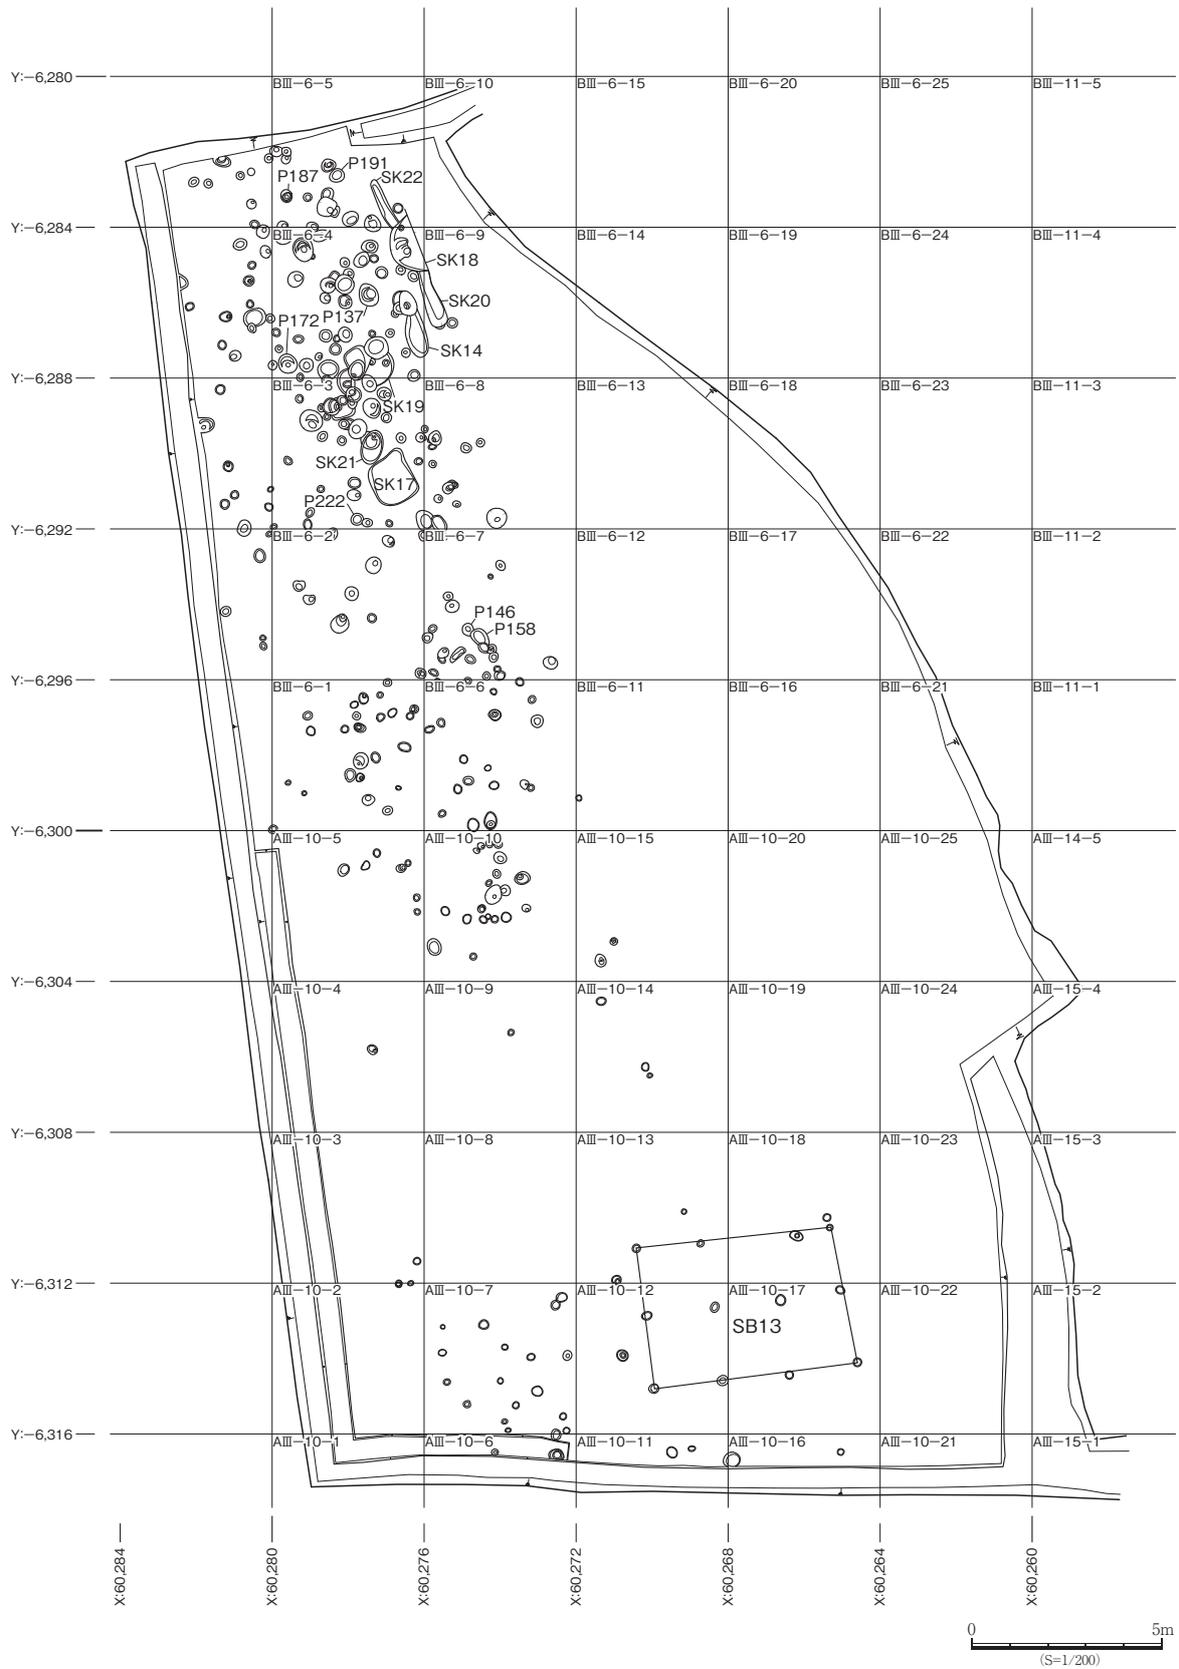 Y:−6,280
BⅢ−6−5 BⅢ−6−10 BⅢ−6−15 BⅢ−6−20 BⅢ−6−25 BⅢ−11−5
P191
P187 SK22
Y:−6,284
BⅢ−6−4 BⅢ−6−9 BⅢ−6−14 BⅢ−6−19 BⅢ−6−24 BⅢ−11−4
SK18
SK20
P172 P137
SK14
Y:−6,288
BⅢ−6−3 BⅢ−6−8 BⅢ−6−13 BⅢ−6−18 BⅢ−6−23 BⅢ−11−3
SK19
SK21
SK17
P222
Y:−6,292
BⅢ−6−2 BⅢ−6−7 BⅢ−6−12 BⅢ−6−17 BⅢ−6−22 BⅢ−11−2
P146
P158
Y:−6,296
BⅢ−6−1 BⅢ−6−6 BⅢ−6−11 BⅢ−6−16 BⅢ−6−21 BⅢ−11−1
Y:−6,300
AⅢ−10−5 AⅢ−10−10 AⅢ−10−15 AⅢ−10−20 AⅢ−10−25 AⅢ−14−5
Y:−6,304
AⅢ−10−4 AⅢ−10−9 AⅢ−10−14 AⅢ−10−19 AⅢ−10−24 AⅢ−15−4
Y:−6,308
AⅢ−10−3 AⅢ−10−8 AⅢ−10−13 AⅢ−10−18 AⅢ−10−23 AⅢ−15−3
Y:−6,312
AⅢ−10−2 AⅢ−10−7 AⅢ−10−12 AⅢ−10−17 AⅢ−10−22 AⅢ−15−2
SB13
Y:−6,316
AⅢ−10−1 AⅢ−10−6 AⅢ−10−11 AⅢ−10−16 AⅢ−10−21 AⅢ−15−1
X:60,284 X:60,280 X:60,276 X:60,272 X:60,268 X:60,264 X:60,260
0 5m
(S=1/200)